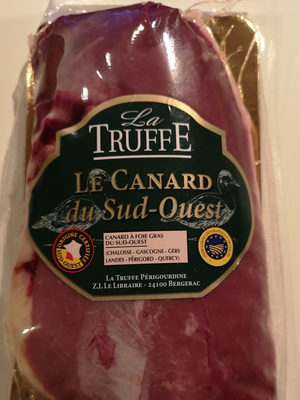 La
TRUFFE
LE CANARD
du Sud-Ouest
CANARD À FOIE GRAS
DU SUD-OUEST
(CHALOSSE - GASCOGNE - GERS
LANDES - PÉRIGORD - QUERCY)
LA TRUFFE PÉRIGOURDINE
Z.I. LE LIBRAIRE - 24100 BERGERAC